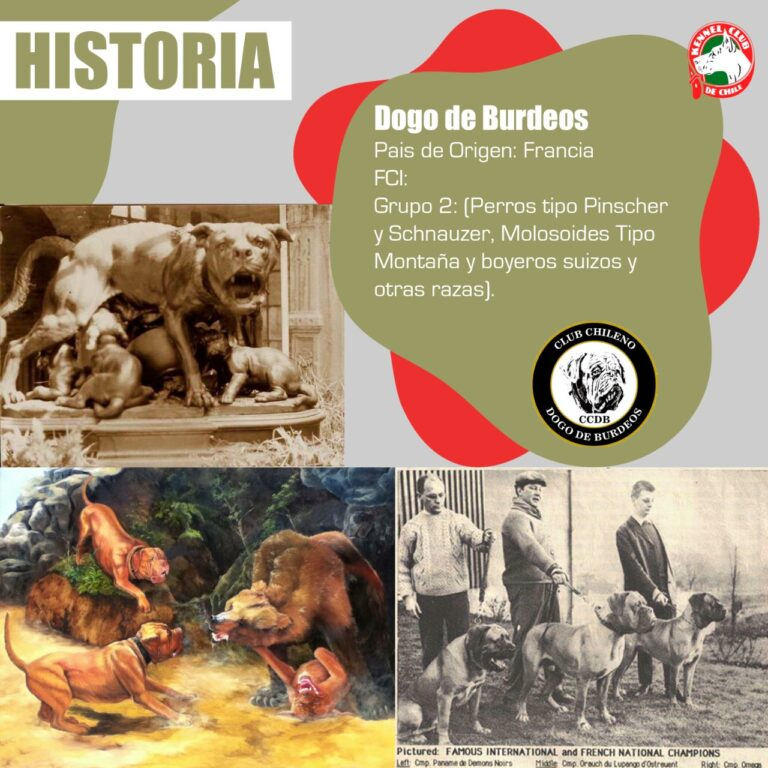 HISTORIA
KENNEL CLUB
DE CHILE
Dogo de Burdeos
Pais de Origen: Francia
FCI:
Grupo 2: (Perros tipo Pinscher
y Schnauzer, Molosoides Tipo
Montaña y boyeros suizos y
otras razas).
CLUB CHILENO
CCDB
DOGO DE BURDEOS
Pictured: FAMOUS INTERNATIONAL and FRENCH NATIONAL CHAMPIONS
Left: Cmp. Paname de Demons Noirs Middle: Cmp. Orauch du Lupango d'Ostreuent Right: Cmp. Omega